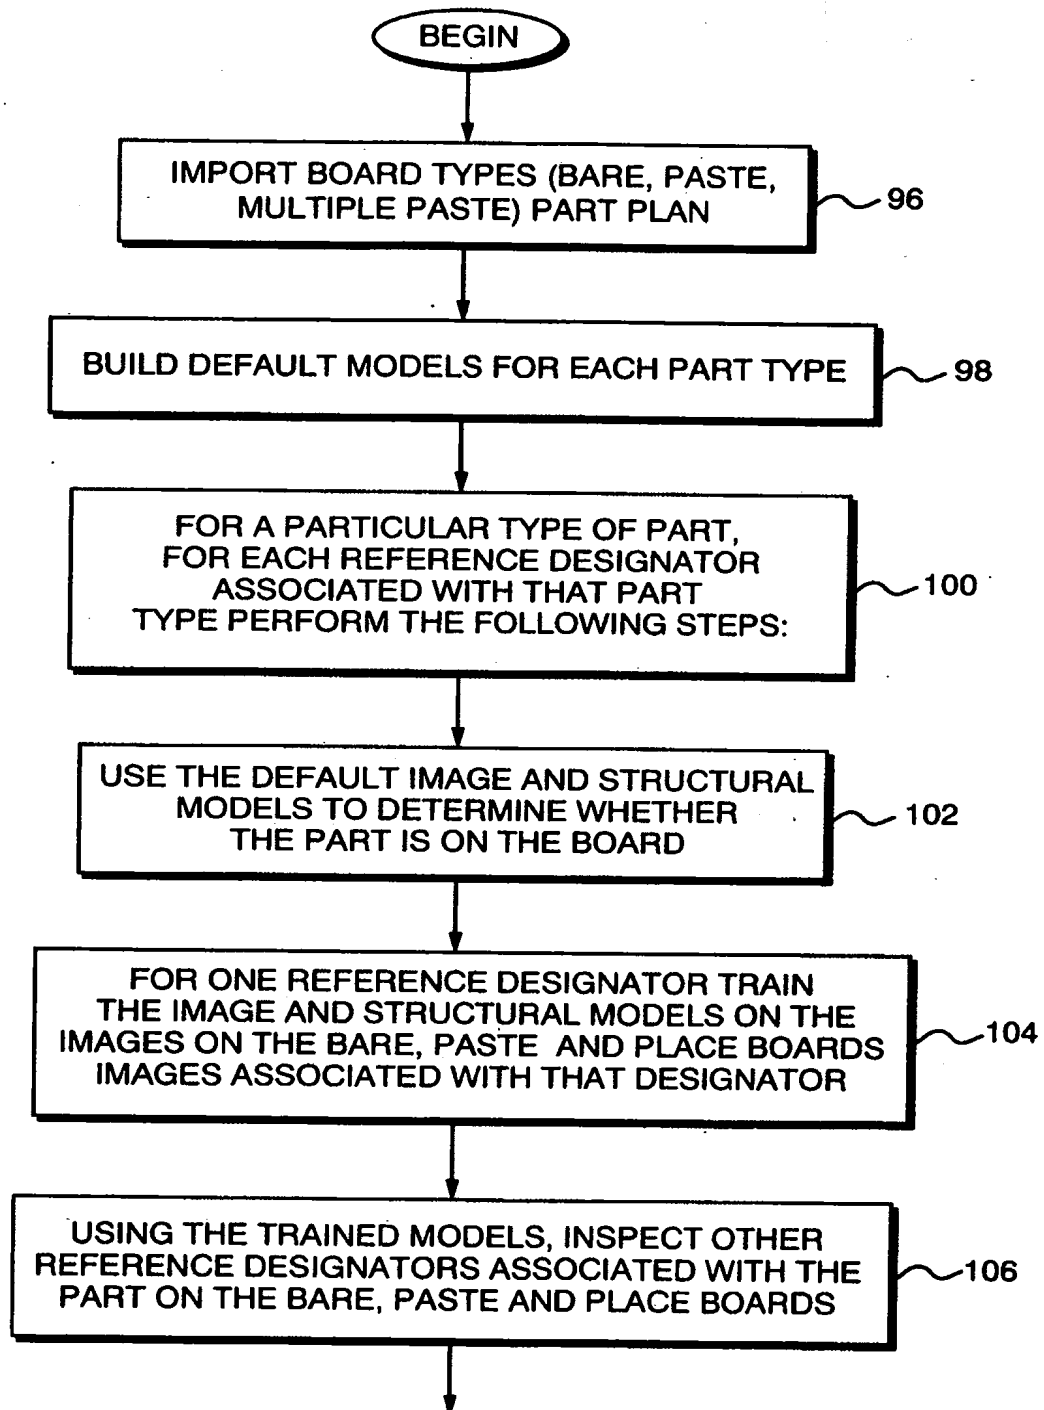 BEGIN
IMPORT BOARD TYPES (BARE, PASTE,
MULTIPLE PASTE) PART PLAN
96
BUILD DEFAULT MODELS FOR EACH PART TYPE
98
FOR A PARTICULAR TYPE OF PART,
FOR EACH REFERENCE DESIGNATOR
ASSOCIATED WITH THAT PART
TYPE PERFORM THE FOLLOWING STEPS:
100
USE THE DEFAULT IMAGE AND STRUCTURAL
MODELS TO DETERMINE WHETHER
THE PART IS ON THE BOARD
102
FOR ONE REFERENCE DESIGNATOR TRAIN
THE IMAGE AND STRUCTURAL MODELS ON THE
IMAGES ON THE BARE, PASTE AND PLACE BOARDS
IMAGES ASSOCIATED WITH THAT DESIGNATOR
104
USING THE TRAINED MODELS, INSPECT OTHER
REFERENCE DESIGNATORS ASSOCIATED WITH THE
PART ON THE BARE, PASTE AND PLACE BOARDS
106